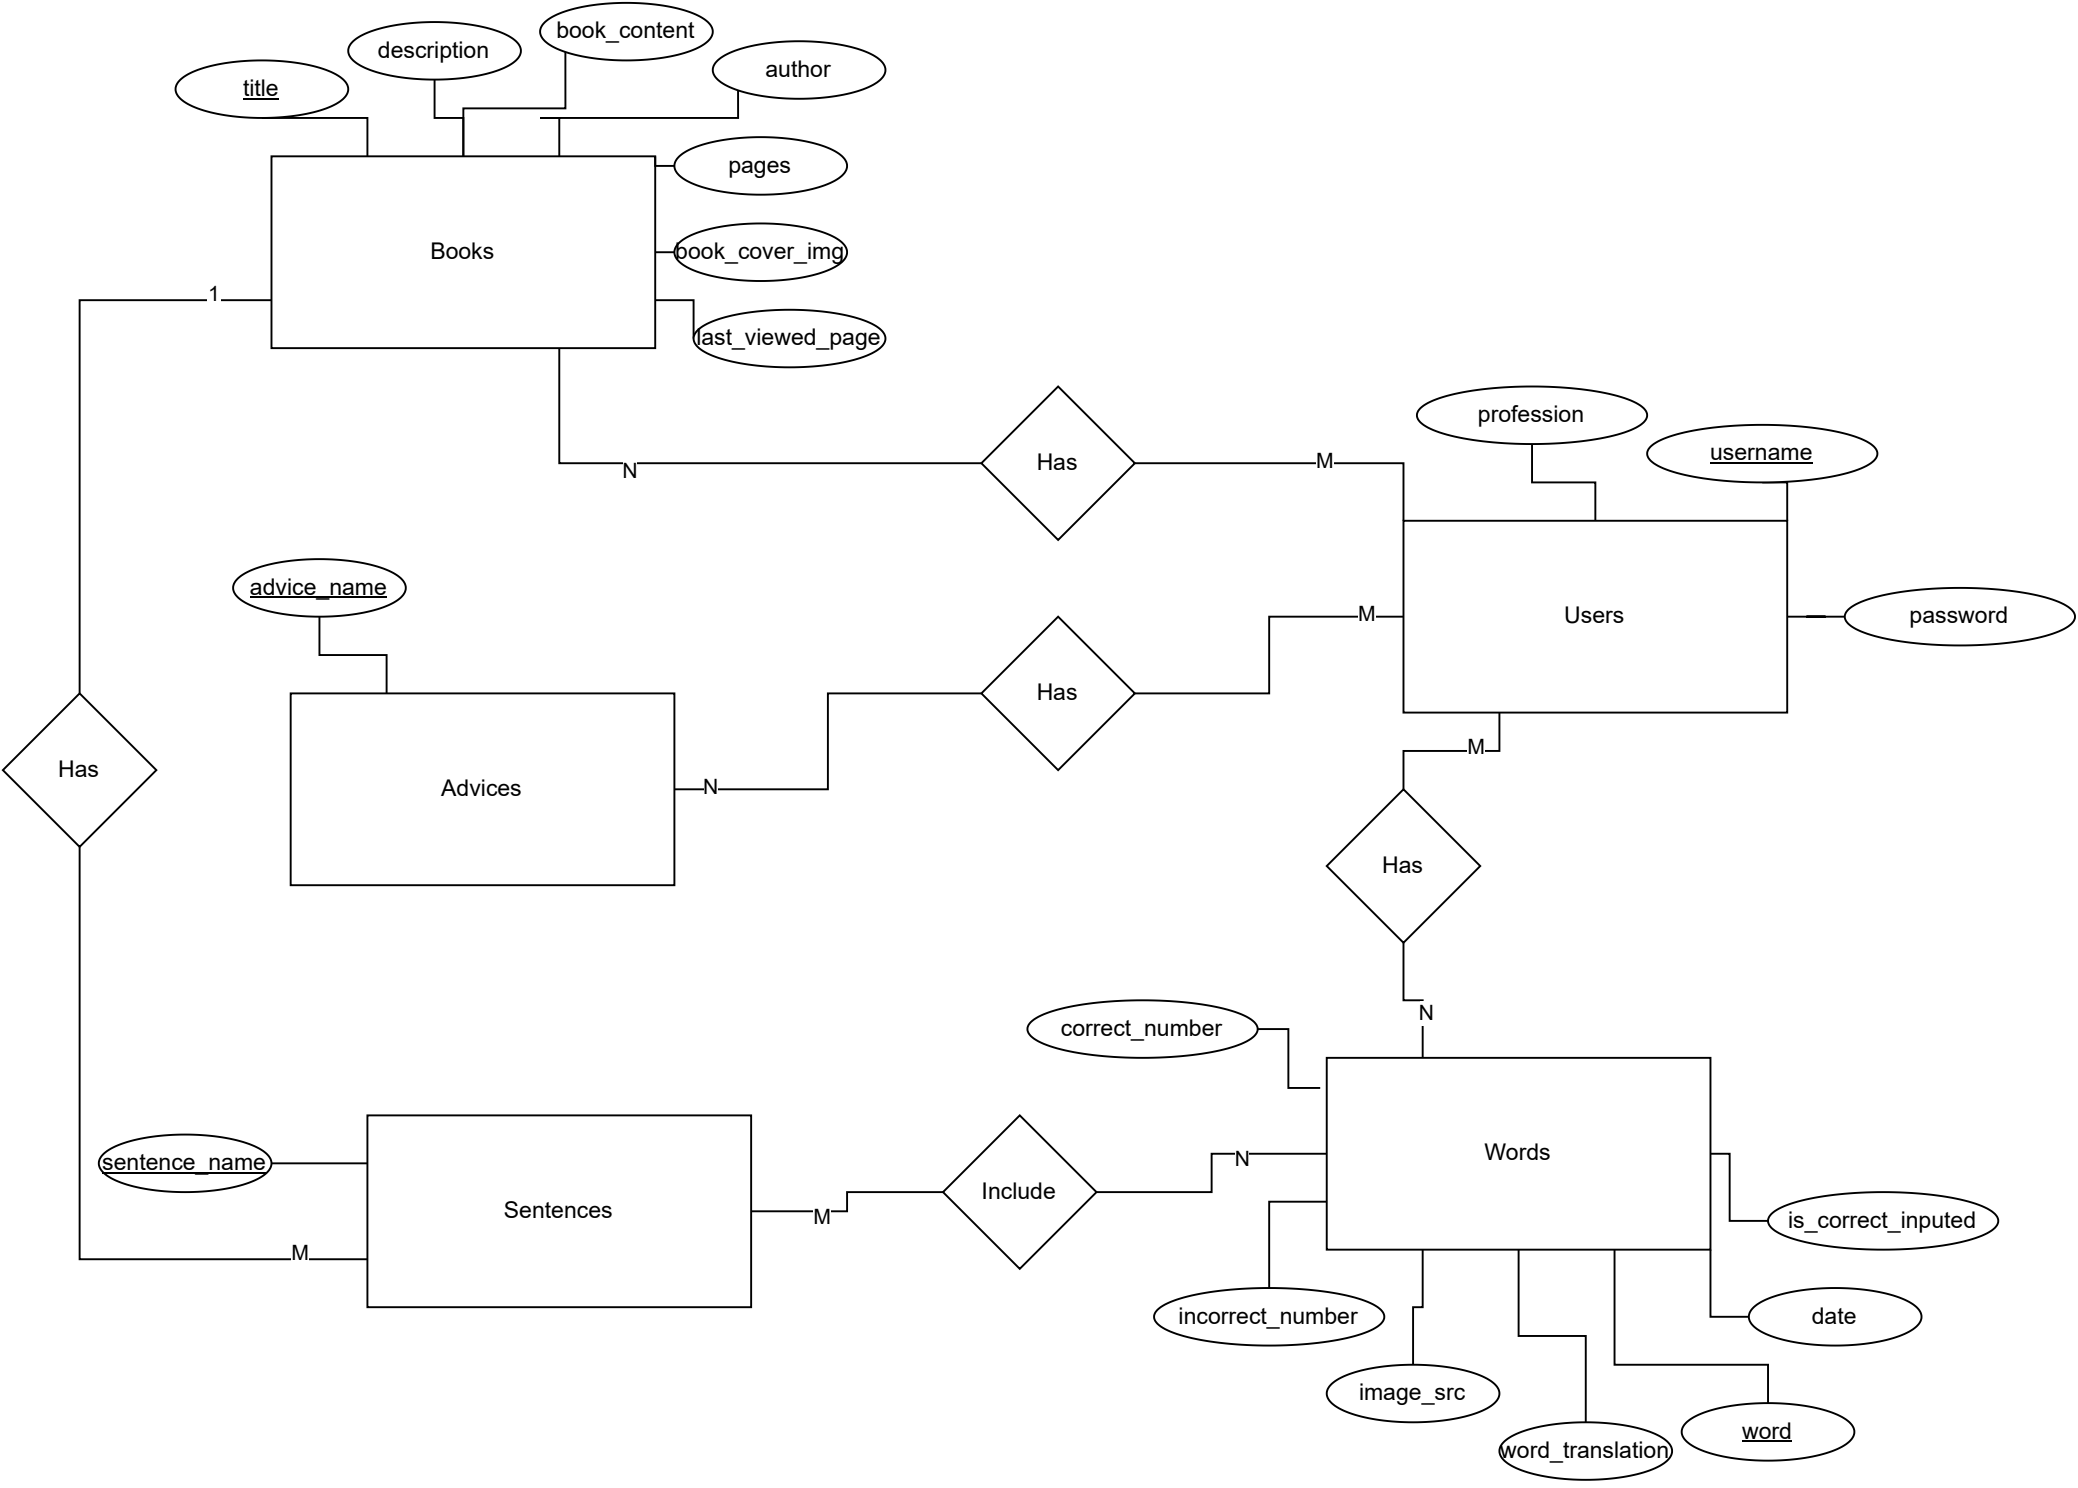 book_content
description
author
title
pages
Books
book_cover_img
1
last_viewed_page
profession
username
Has
M
N
advice_name
M
Users
password
Has
M
Has
Advices
N
Has
N
correct_number
Words
N
sentence_name
Include
Sentences
M
is_correct_inputed
M
incorrect_number
date
image_src
word
word_translation